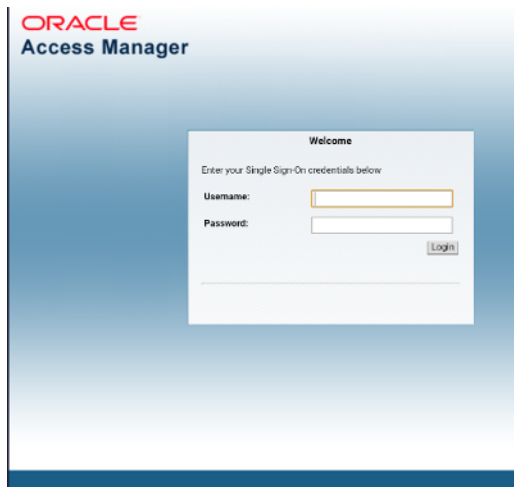 ORACLE
Access Manager
Welcome
Enter your Single Sign-On credentials below
Username:
Password:
Login